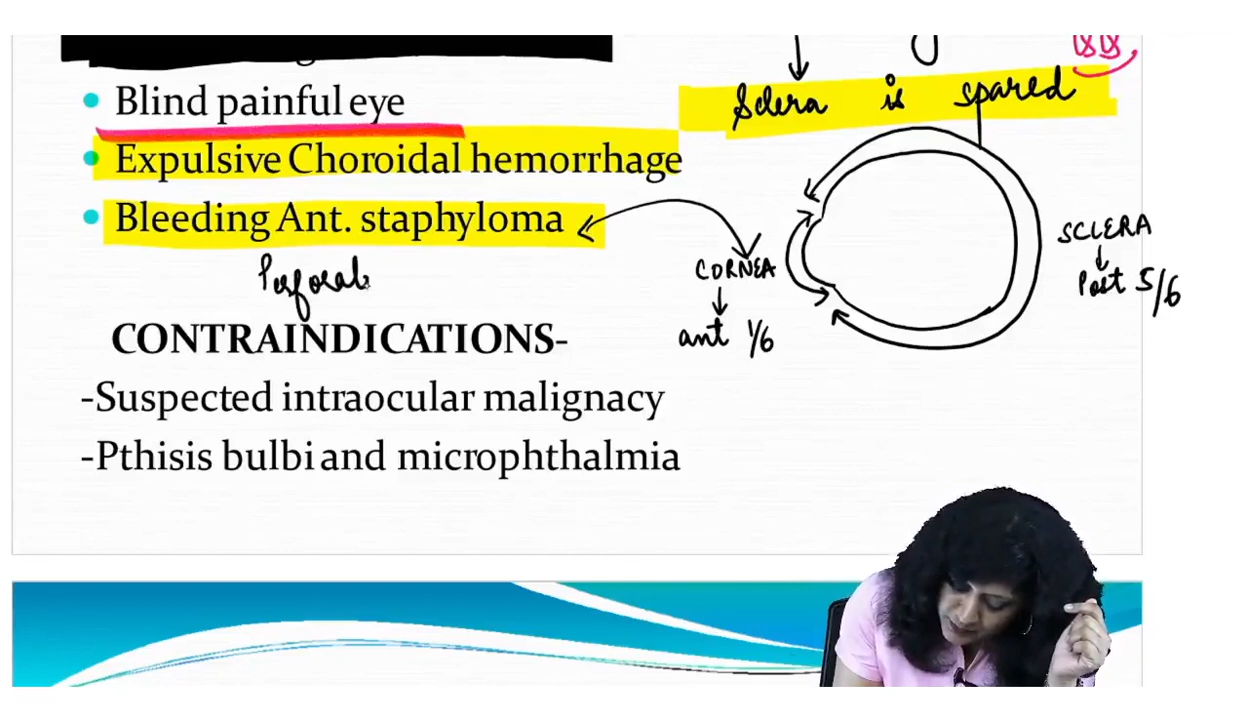 Blind painful eye
Expulsive Choroidal hemorrhage
Bleeding Ant. staphyloma
Perforat
CONTRAINDICATIONS-
-Suspected intraocular malignacy
-Pthisis bulbi and microphthalmia
Sclera is spared
CORNEA
ant 1/6
SCLERA
Post 5/6